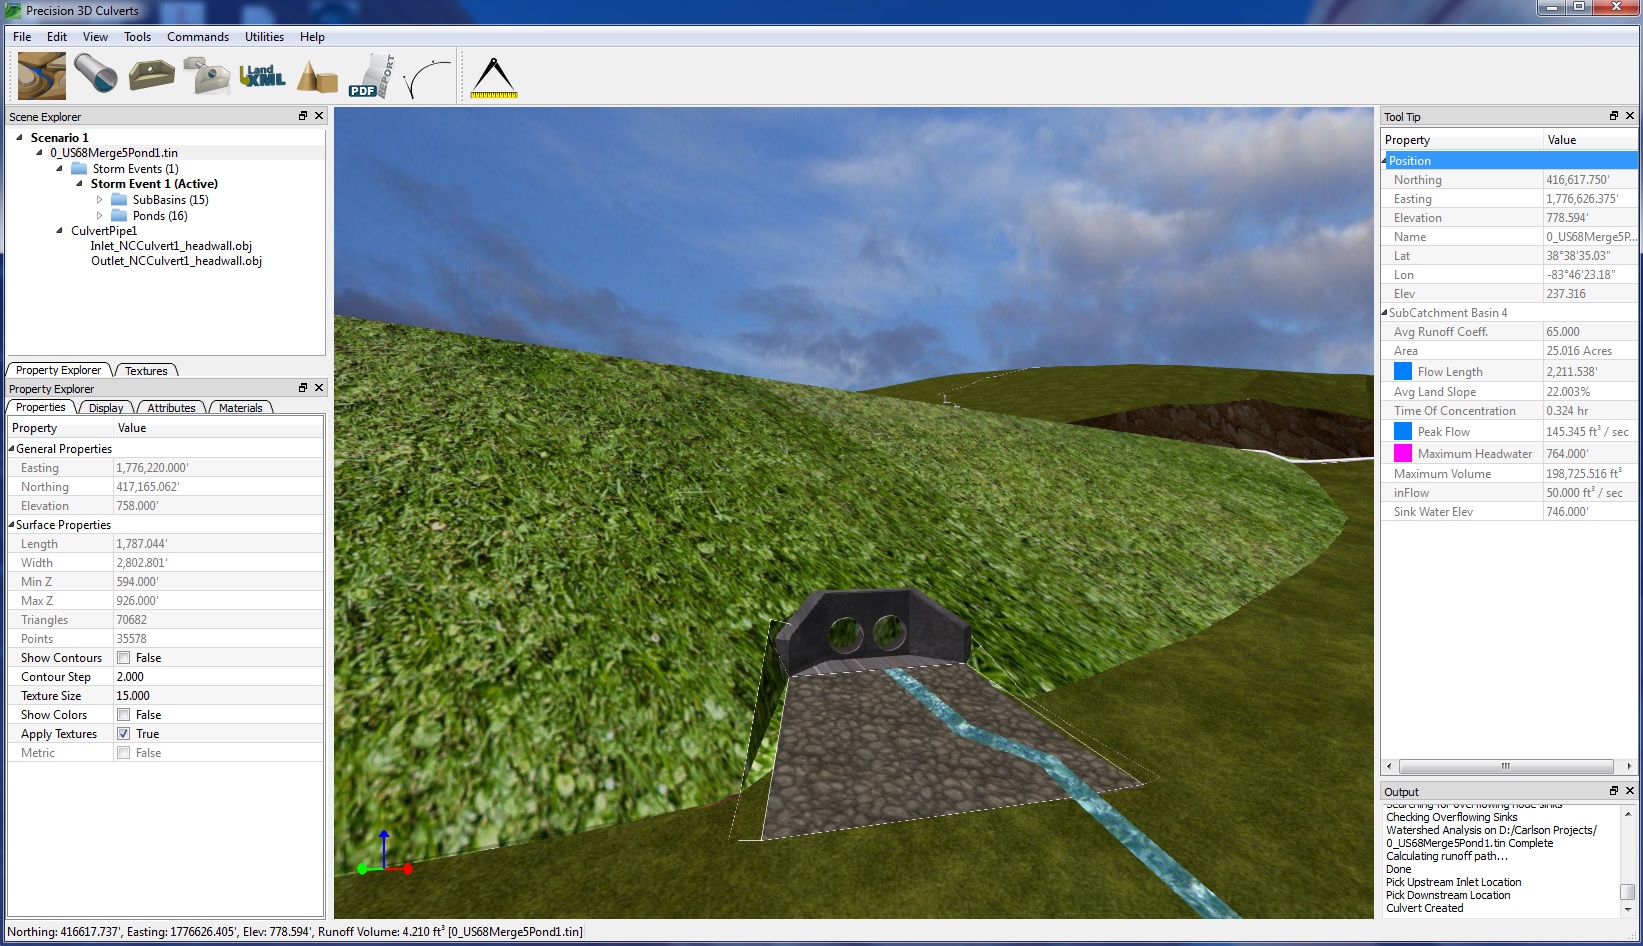 Precision 3D Culverts
File Edit View Tools Commands Utilities Help
Land XML
PDF REPORT
Scene Explorer
Scenario 1
0_US68Merge5Pond1.tin
Storm Events (1)
Storm Event 1 (Active)
SubBasins (15)
Ponds (16)
CulvertPipe1
Inlet_NCCulvert1_headwall.obj
Outlet_NCCulvert1_headwall.obj
Property Explorer Textures
Property Explorer
Properties Display Attributes Materials
Property Value
General Properties
Easting 1,776,220.000'
Northing 417,165.062'
Elevation 758.000'
Surface Properties
Length 1,787.044'
Width 2,802.801'
Min Z 594.000'
Max Z 926.000'
Triangles 70682
Points 35578
Show Contours False
Contour Step 2.000
Texture Size 15.000
Show Colors False
Apply Textures True
Metric False
Tool Tip
Property Value
Position
Northing 416,617.750'
Easting 1,776,626.375'
Elevation 778.594'
Name 0_US68Merge5P...
Lat 38°38'35.03"
Lon -83°46'23.18"
Elev 237.316
SubCatchment Basin 4
Avg Runoff Coeff. 65.000
Area 25.016 Acres
Flow Length 2,211.538'
Avg Land Slope 22.003%
Time Of Concentration 0.324 hr
Peak Flow 145.345 ft³ / sec
Maximum Headwater 764.000'
Maximum Volume 198,725.516 ft³
inFlow 50.000 ft³ / sec
Sink Water Elev 746.000'
Output
Searching for overflowing node sinks
Checking Overflowing Sinks
Watershed Analysis on D:/Carlson Projects/
0_US68Merge5Pond1.tin Complete
Calculating runoff path...
Done
Pick Upstream Inlet Location
Pick Downstream Location
Culvert Created
Northing: 416617.737', Easting: 1776626.405', Elev: 778.594', Runoff Volume: 4.210 ft³ [0_US68Merge5Pond1.tin]